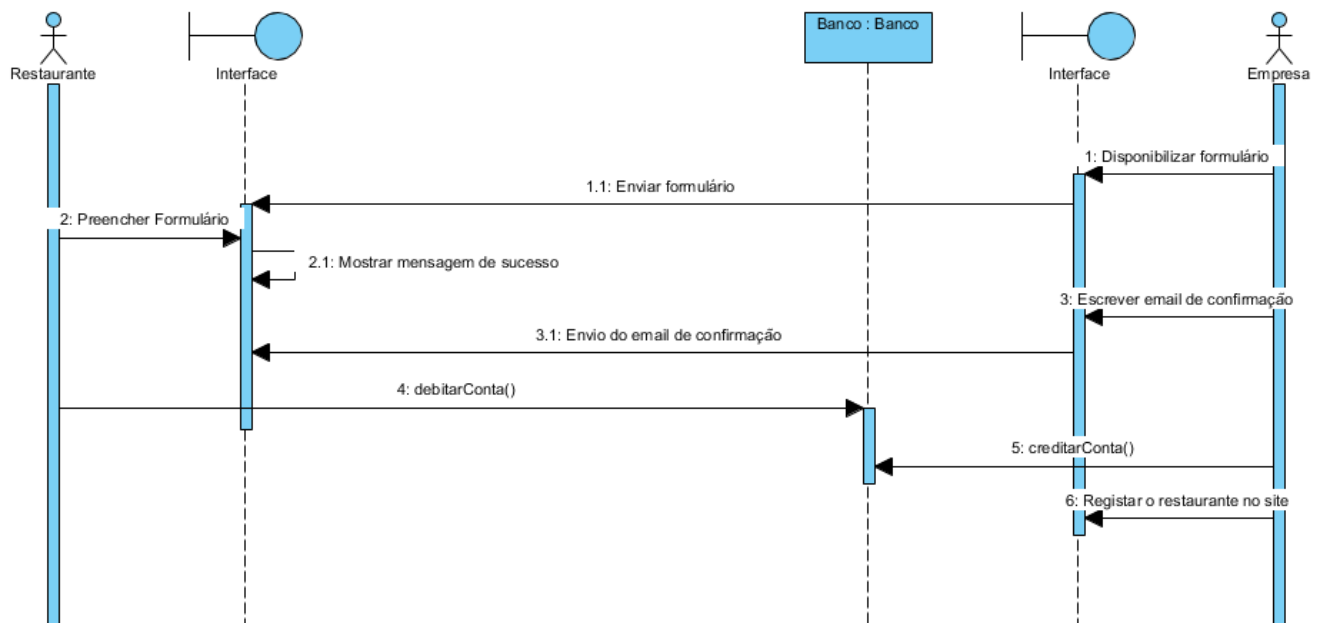 Banco : Banco
Restaurante
Interface
Interface
Empresa
1: Disponibilizar formulário
1.1: Enviar formulário
2: Preencher Formulário
2.1: Mostrar mensagem de sucesso
3: Escrever email de confirmação
3.1: Envio do email de confirmação
4: debitarConta()
5: creditarConta()
6: Registar o restaurante no site